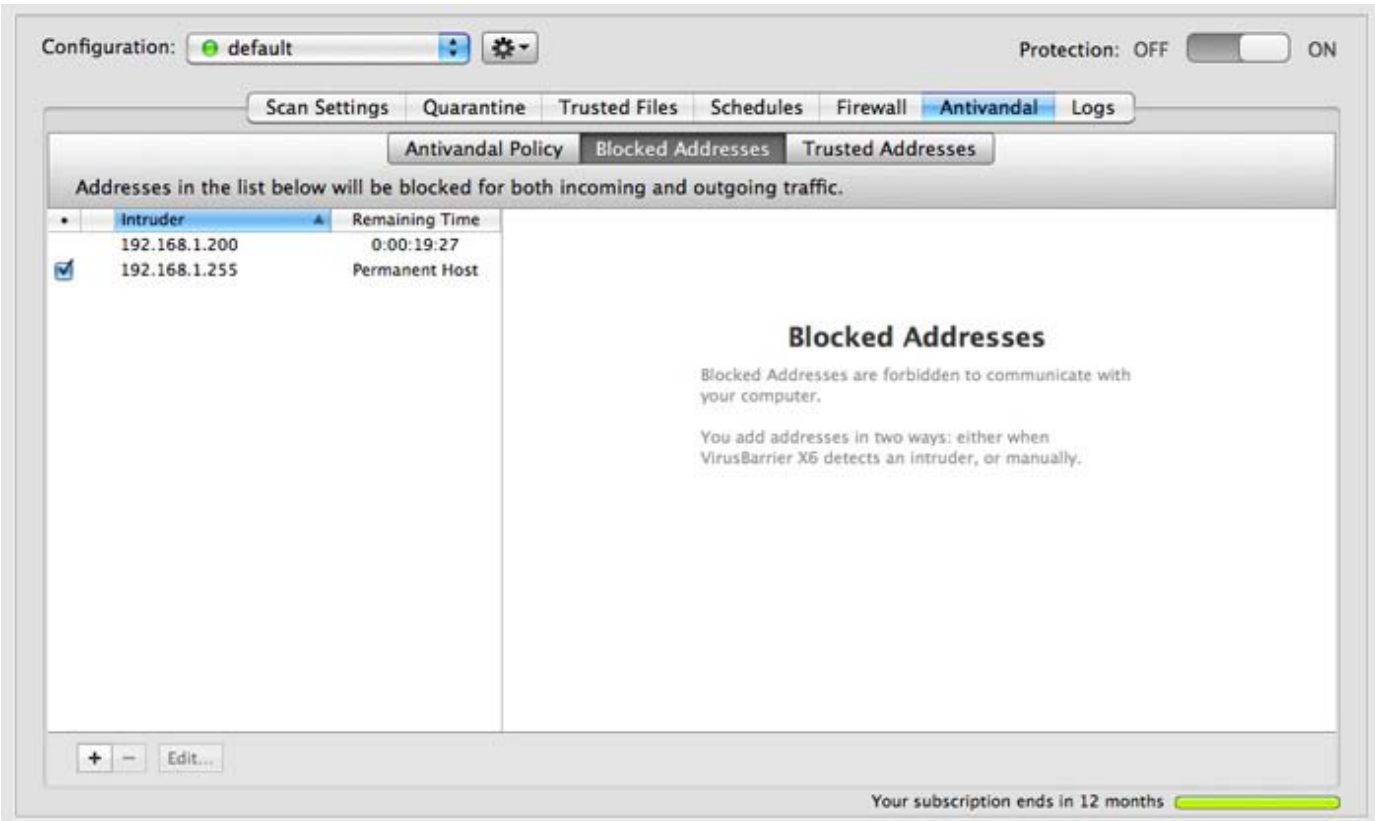 Configuration: default Protection: OFF ON
Scan Settings Quarantine Trusted Files Schedules Firewall Antivandal Logs
Antivandal Policy Blocked Addresses Trusted Addresses
Addresses in the list below will be blocked for both incoming and outgoing traffic.
• Intruder Remaining Time
192.168.1.200 0:00:19:27
192.168.1.255 Permanent Host
Blocked Addresses
Blocked Addresses are forbidden to communicate with
your computer.
You add addresses in two ways: either when
VirusBarrier X6 detects an intruder, or manually.
+ − Edit...
Your subscription ends in 12 months